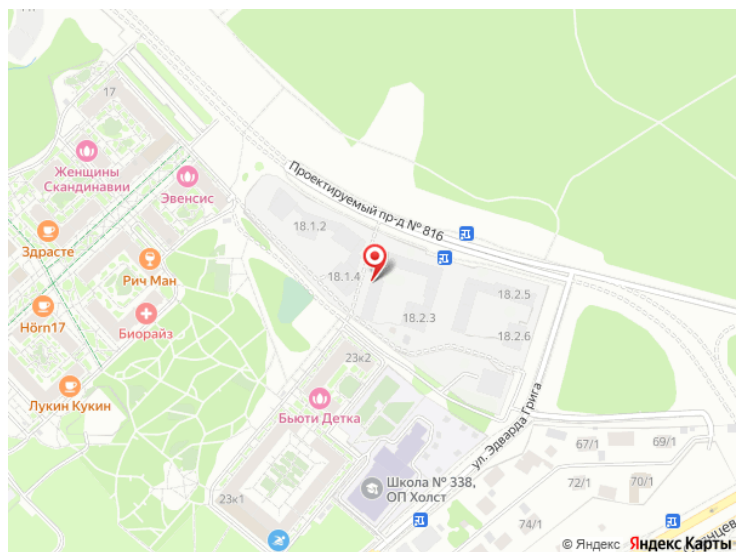 17
Женщины
Скандинавии
Эвенсис
Проектируемый пр-д № 816
18.1.2
Здрасте
Рич Ман
18.1.4
18.2.5
Hörn17
18.2.3
Биорайз
18.2.6
23к2
Лукин Кукин
Бьюти Детка
ул. Эдварда Грига
67/1
69/1
Школа № 338,
ОП Холст
72/1
70/1
23к1
74/1
© Яндекс Яндекс Карты